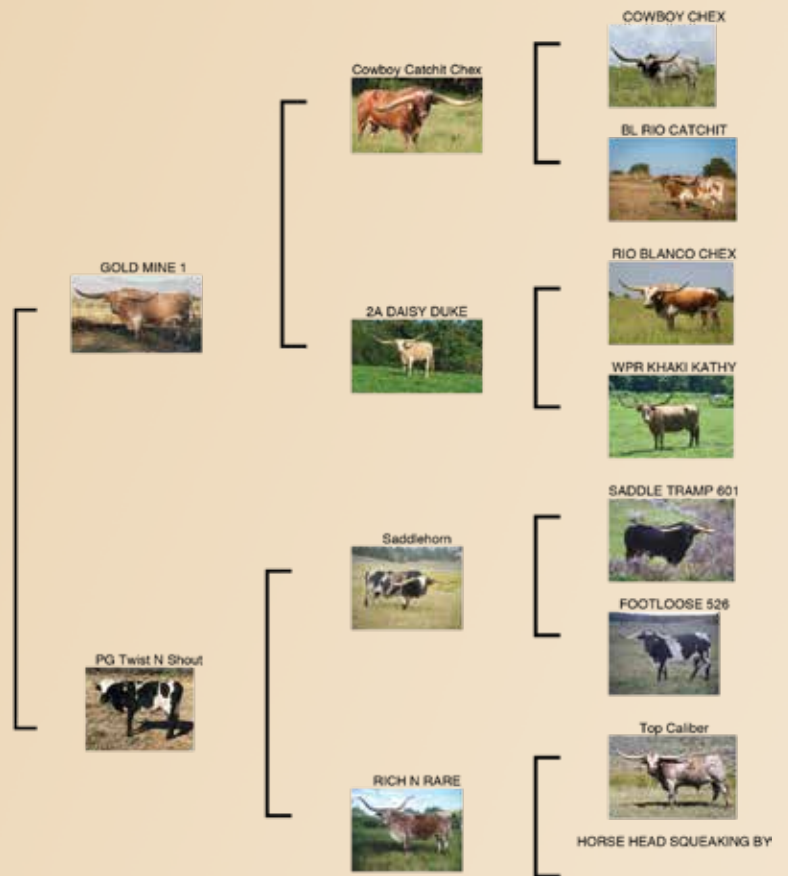 COWBOY CHEX
Cowboy Catchit Chex
BL RIO CATCHIT
GOLD MINE 1
RIO BLANCO CHEX
2A DAISY DUKE
WPR KHAKI KATHY
SADDLE TRAMP 601
Saddlehorn
FOOTLOOSE 526
PG Twist N Shout
Top Caliber
RICH N RARE
HORSE HEAD SQUEAKING BY